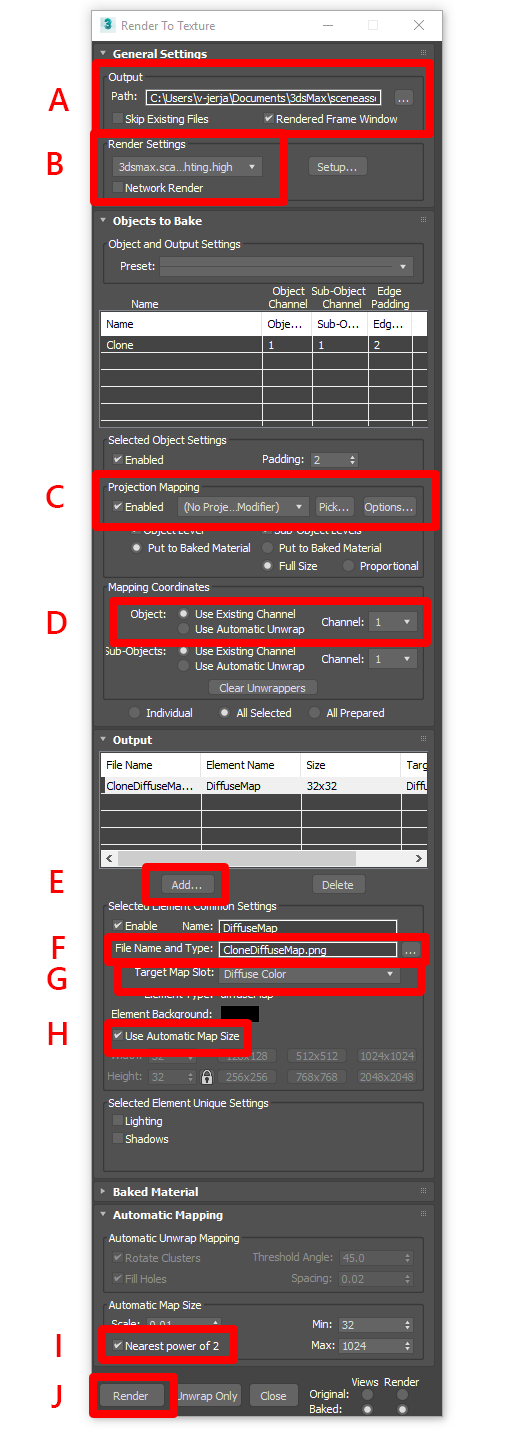 3 Render To Texture
General Settings
A
Output
Path: C:\Users\v-jerja\Documents\3dsMax\sceneasse
...
Skip Existing Files Rendered Frame Window
B
Render Settings
3dsmax.sca...hting.high Setup...
Network Render
Objects to Bake
Object and Output Settings
Preset:
Object Sub-Object Edge
Name Channel Channel Padding
Name Obje... Sub-O... Edg...
Clone 1 1 2
Selected Object Settings
Enabled Padding: 2
C
Projection Mapping
Enabled (No Proje...Modifier) Pick... Options...
Object Level Sub-Object Levels
Put to Baked Material Put to Baked Material
Full Size Proportional
Mapping Coordinates
D
Object: Use Existing Channel Channel: 1
Use Automatic Unwrap
Sub-Objects: Use Existing Channel Channel: 1
Use Automatic Unwrap
Clear Unwrappers
Individual All Selected All Prepared
Output
File Name Element Name Size Targ
CloneDiffuseMa... DiffuseMap 32x32 Diffu
E
Add... Delete
Selected Element Common Settings
Enable Name: DiffuseMap
F
File Name and Type: CloneDiffuseMap.png ...
G
Target Map Slot: Diffuse Color
Element Type: diffuseMap
Element Background:
H
Use Automatic Map Size
Width: 32 128x128 512x512 1024x1024
Height: 32 256x256 768x768 2048x2048
Selected Element Unique Settings
Lighting
Shadows
Baked Material
Automatic Mapping
Automatic Unwrap Mapping
Rotate Clusters Threshold Angle: 45.0
Fill Holes Spacing: 0.02
Automatic Map Size
Scale: 0.01 Min: 32
I
Nearest power of 2 Max: 1024
J
Render Unwrap Only Close
Views Render
Original:
Baked: